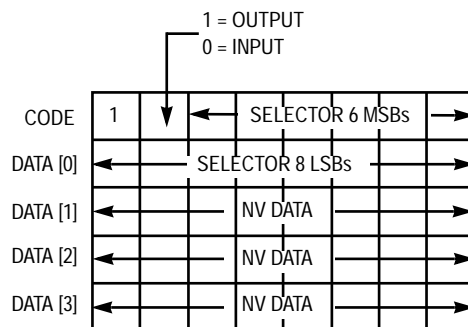 1 = OUTPUT
0 = INPUT
CODE 1 SELECTOR 6 MSBs
DATA [0] SELECTOR 8 LSBs
DATA [1] NV DATA
DATA [2] NV DATA
DATA [3] NV DATA